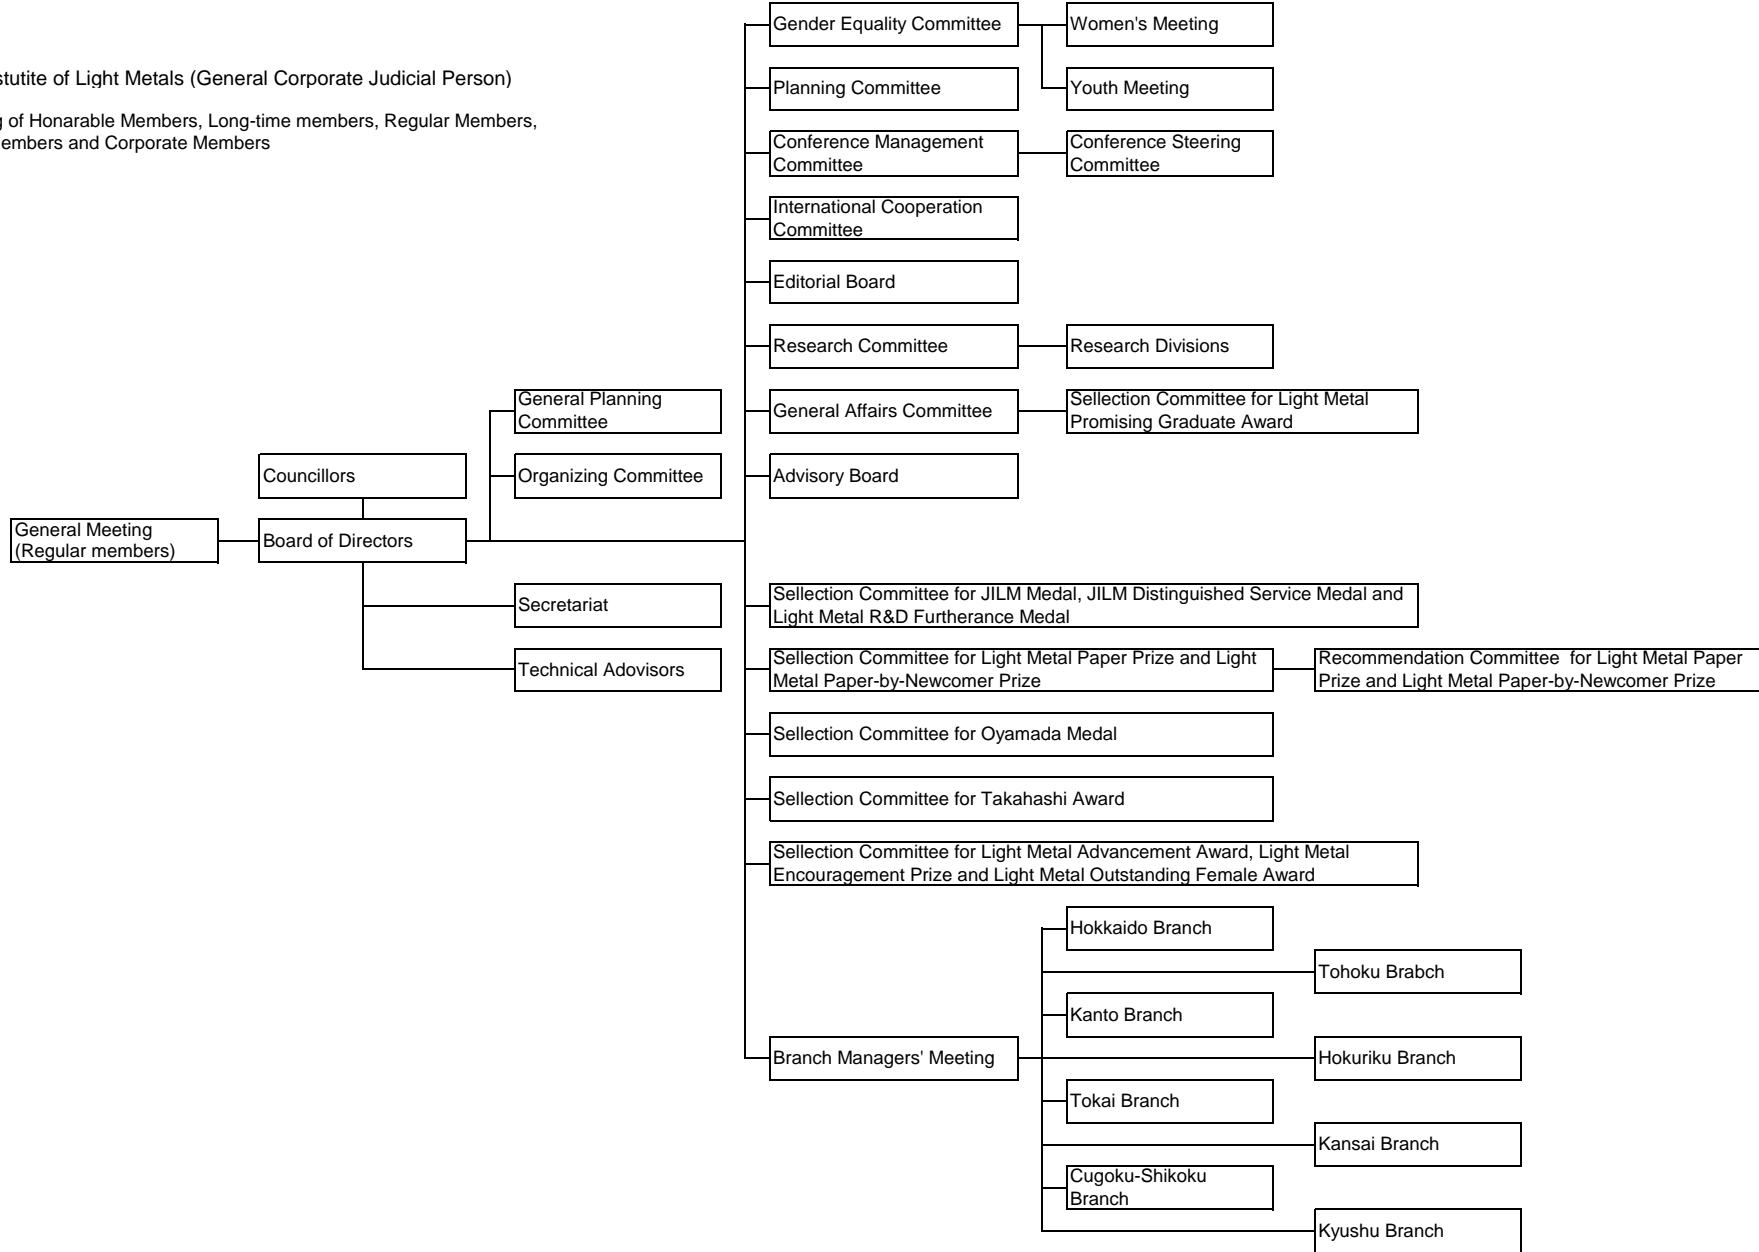 Gender Equality Committee
Women's Meeting
stutite of Light Metals (General Corporate Judicial Person)
Planning Committee
Youth Meeting
g of Honarable Members, Long-time members, Regular Members,
embers and Corporate Members
Conference Management
Committee
Conference Steering
Committee
International Cooperation
Committee
Editorial Board
Research Committee
Research Divisions
General Planning
Committee
General Affairs Committee
Sellection Committee for Light Metal
Promising Graduate Award
Councillors
Organizing Committee
Advisory Board
General Meeting
(Regular members)
Board of Directors
Secretariat
Sellection Committee for JILM Medal, JILM Distinguished Service Medal and
Light Metal R&D Furtherance Medal
Technical Adovisors
Sellection Committee for Light Metal Paper Prize and Light
Metal Paper-by-Newcomer Prize
Recommendation Committee  for Light Metal Paper
Prize and Light Metal Paper-by-Newcomer Prize
Sellection Committee for Oyamada Medal
Sellection Committee for Takahashi Award
Sellection Committee for Light Metal Advancement Award, Light Metal
Encouragement Prize and Light Metal Outstanding Female Award
Hokkaido Branch
Tohoku Brabch
Kanto Branch
Branch Managers' Meeting
Hokuriku Branch
Tokai Branch
Kansai Branch
Cugoku-Shikoku
Branch
Kyushu Branch